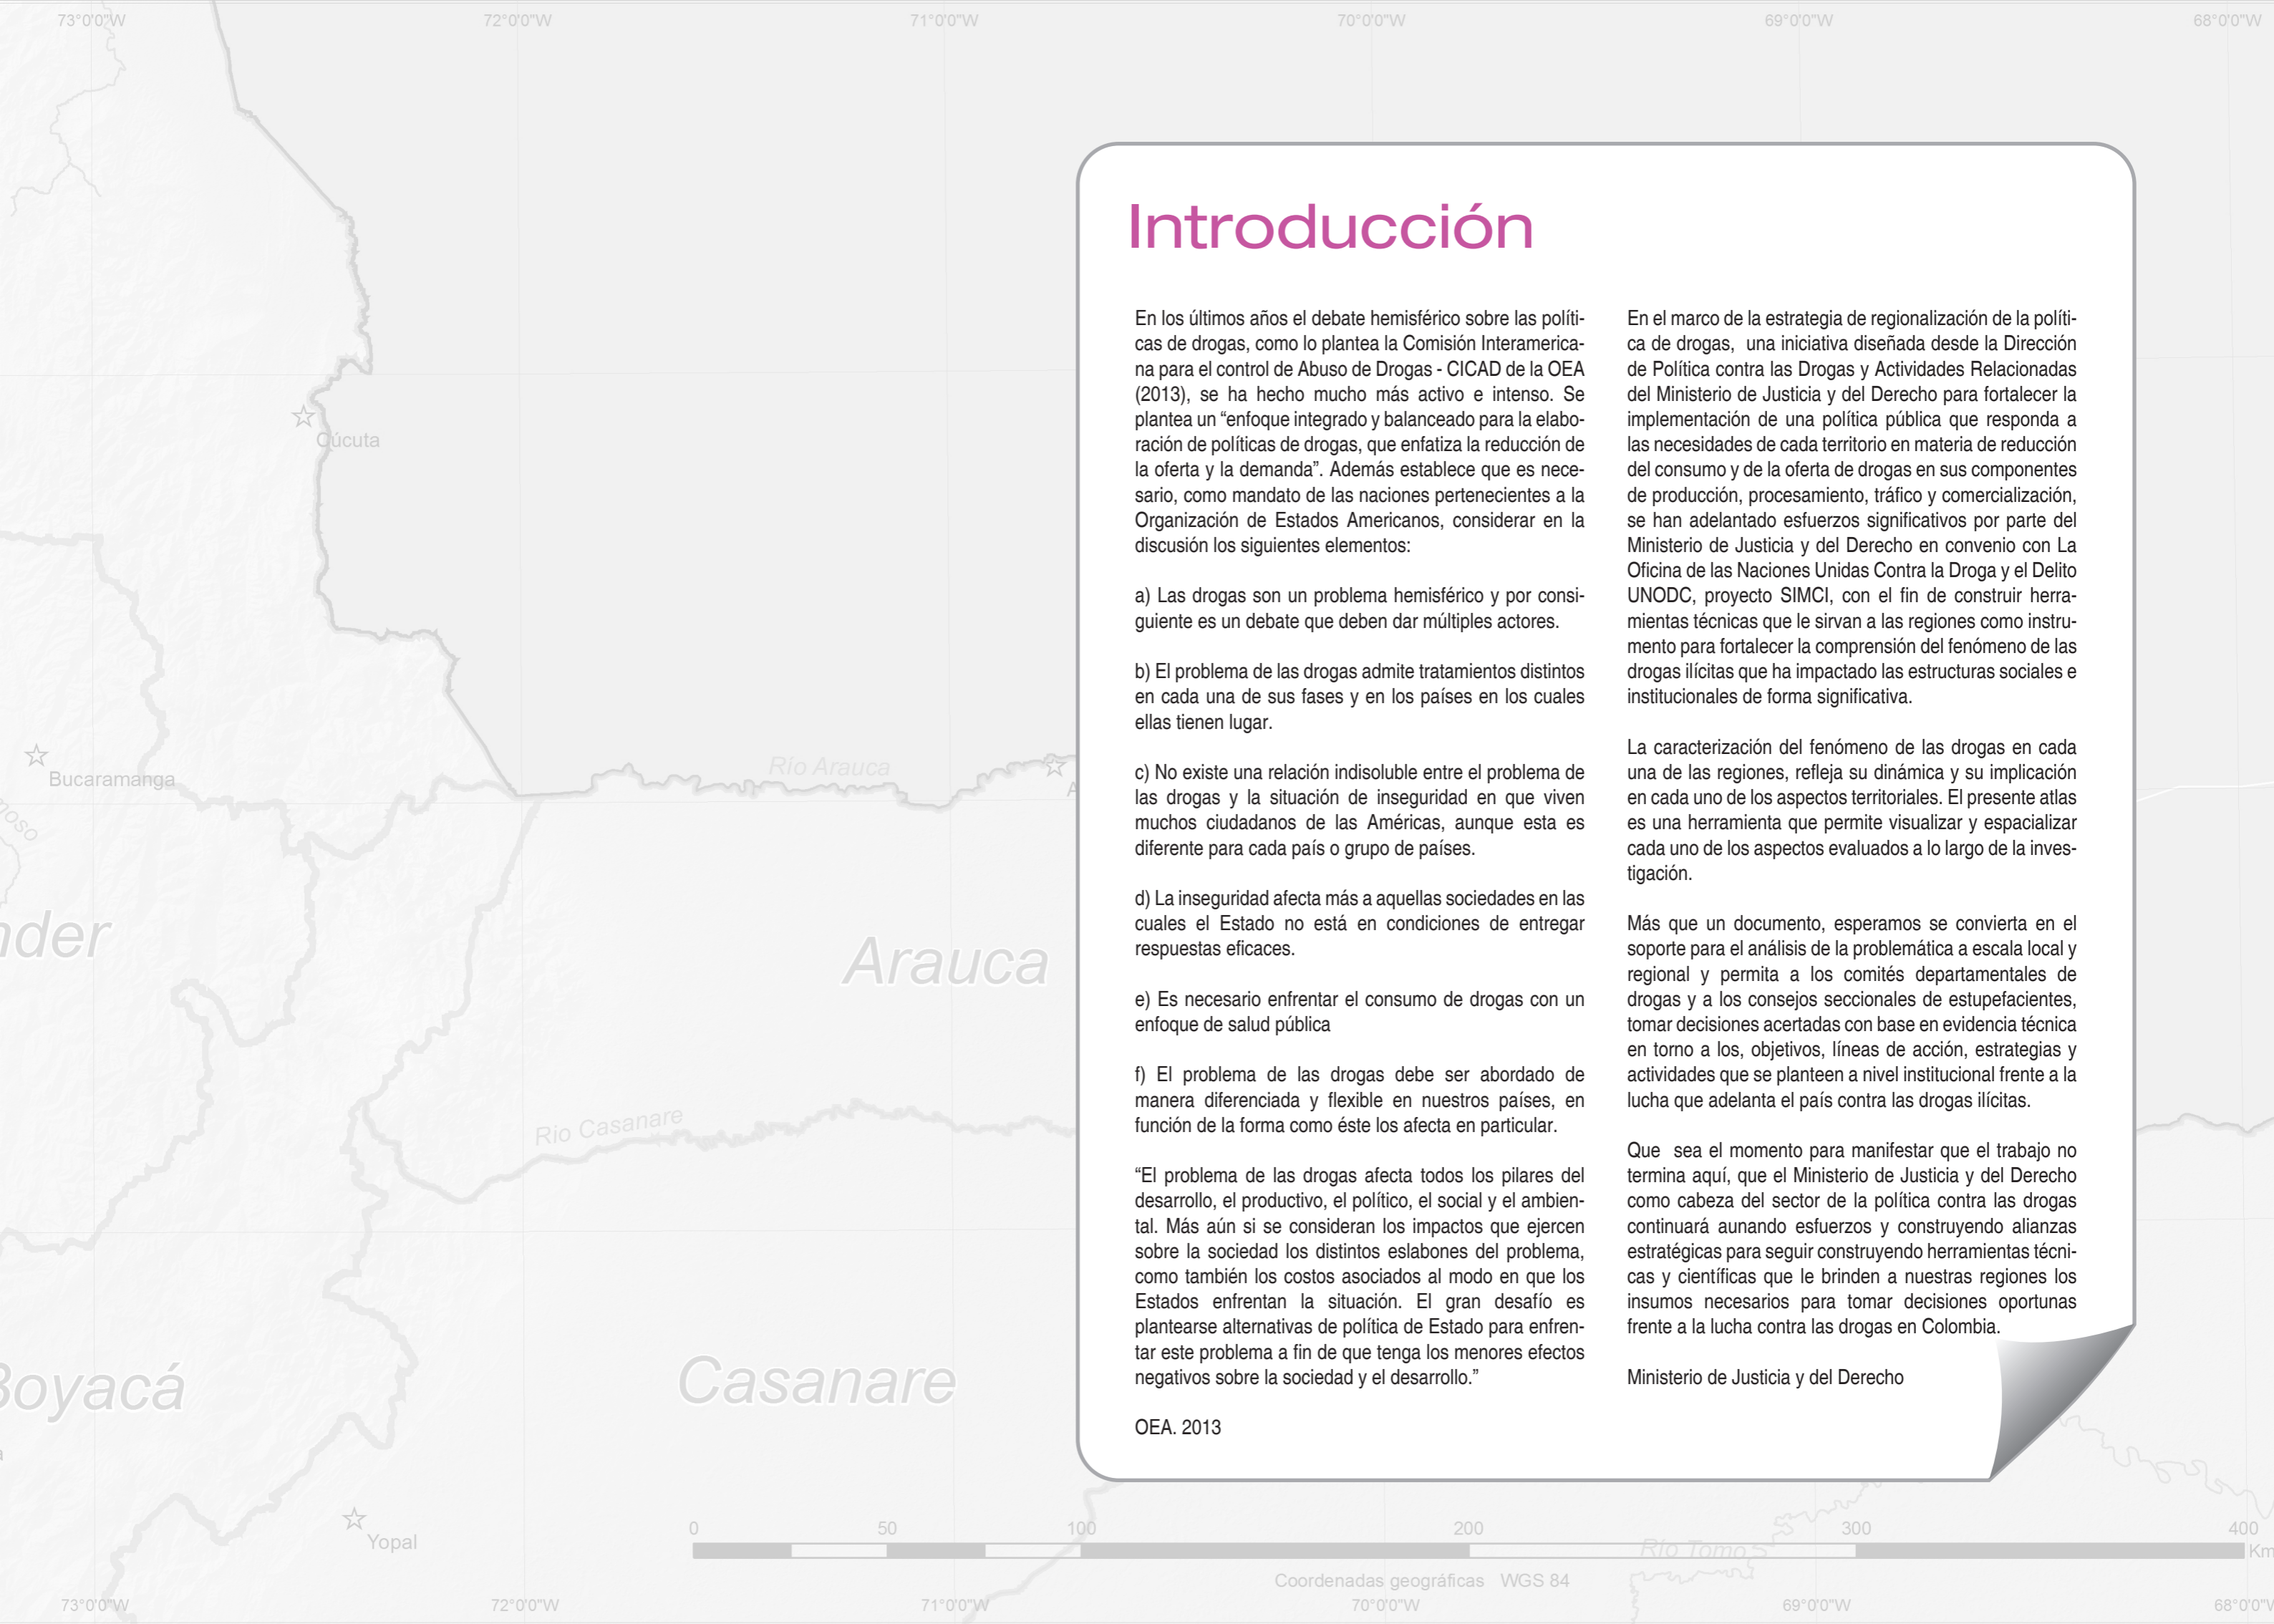 73°0'0"W
72°0'0"W
71°0'0"W
70°0'0"W
69°0'0"W
68°0'0"W
Introducción
En los últimos años el debate hemisférico sobre las políti-
cas de drogas, como lo plantea la Comisión Interamerica-
na para el control de Abuso de Drogas - CICAD de la OEA
(2013), se ha hecho mucho más activo e intenso. Se
plantea un “enfoque integrado y balanceado para la elabo-
ración de políticas de drogas, que enfatiza la reducción de
la oferta y la demanda”. Además establece que es nece-
sario, como mandato de las naciones pertenecientes a la
Organización de Estados Americanos, considerar en la
discusión los siguientes elementos:
a) Las drogas son un problema hemisférico y por consi-
guiente es un debate que deben dar múltiples actores.
b) El problema de las drogas admite tratamientos distintos
en cada una de sus fases y en los países en los cuales
ellas tienen lugar.
c) No existe una relación indisoluble entre el problema de
las drogas y la situación de inseguridad en que viven
muchos ciudadanos de las Américas, aunque esta es
diferente para cada país o grupo de países.
d) La inseguridad afecta más a aquellas sociedades en las
cuales el Estado no está en condiciones de entregar
respuestas eficaces.
e) Es necesario enfrentar el consumo de drogas con un
enfoque de salud pública
f) El problema de las drogas debe ser abordado de
manera diferenciada y flexible en nuestros países, en
función de la forma como éste los afecta en particular.
“El problema de las drogas afecta todos los pilares del
desarrollo, el productivo, el político, el social y el ambien-
tal. Más aún si se consideran los impactos que ejercen
sobre la sociedad los distintos eslabones del problema,
como también los costos asociados al modo en que los
Estados enfrentan la situación. El gran desafío es
plantearse alternativas de política de Estado para enfren-
tar este problema a fin de que tenga los menores efectos
negativos sobre la sociedad y el desarrollo.”
OEA. 2013
En el marco de la estrategia de regionalización de la políti-
ca de drogas, una iniciativa diseñada desde la Dirección
de Política contra las Drogas y Actividades Relacionadas
del Ministerio de Justicia y del Derecho para fortalecer la
implementación de una política pública que responda a
las necesidades de cada territorio en materia de reducción
del consumo y de la oferta de drogas en sus componentes
de producción, procesamiento, tráfico y comercialización,
se han adelantado esfuerzos significativos por parte del
Ministerio de Justicia y del Derecho en convenio con La
Oficina de las Naciones Unidas Contra la Droga y el Delito
UNODC, proyecto SIMCI, con el fin de construir herra-
mientas técnicas que le sirvan a las regiones como instru-
mento para fortalecer la comprensión del fenómeno de las
drogas ilícitas que ha impactado las estructuras sociales e
institucionales de forma significativa.
La caracterización del fenómeno de las drogas en cada
una de las regiones, refleja su dinámica y su implicación
en cada uno de los aspectos territoriales. El presente atlas
es una herramienta que permite visualizar y espacializar
cada uno de los aspectos evaluados a lo largo de la inves-
tigación.
Más que un documento, esperamos se convierta en el
soporte para el análisis de la problemática a escala local y
regional y permita a los comités departamentales de
drogas y a los consejos seccionales de estupefacientes,
tomar decisiones acertadas con base en evidencia técnica
en torno a los, objetivos, líneas de acción, estrategias y
actividades que se planteen a nivel institucional frente a la
lucha que adelanta el país contra las drogas ilícitas.
Que sea el momento para manifestar que el trabajo no
termina aquí, que el Ministerio de Justicia y del Derecho
como cabeza del sector de la política contra las drogas
continuará aunando esfuerzos y construyendo alianzas
estratégicas para seguir construyendo herramientas técni-
cas y científicas que le brinden a nuestras regiones los
insumos necesarios para tomar decisiones oportunas
frente a la lucha contra las drogas en Colombia.
Ministerio de Justicia y del Derecho
Cúcuta
Río Arauca
A
Bucaramanga
moso
nder
Arauca
Rio Casanare
Casanare
Boyacá
a
Yopal
Río Tomo
0
50
100
200
300
400
Km
Coordenadas geográficas WGS 84
73°0'0"W
72°0'0"W
71°0'0"W
70°0'0"W
69°0'0"W
68°0'0"W